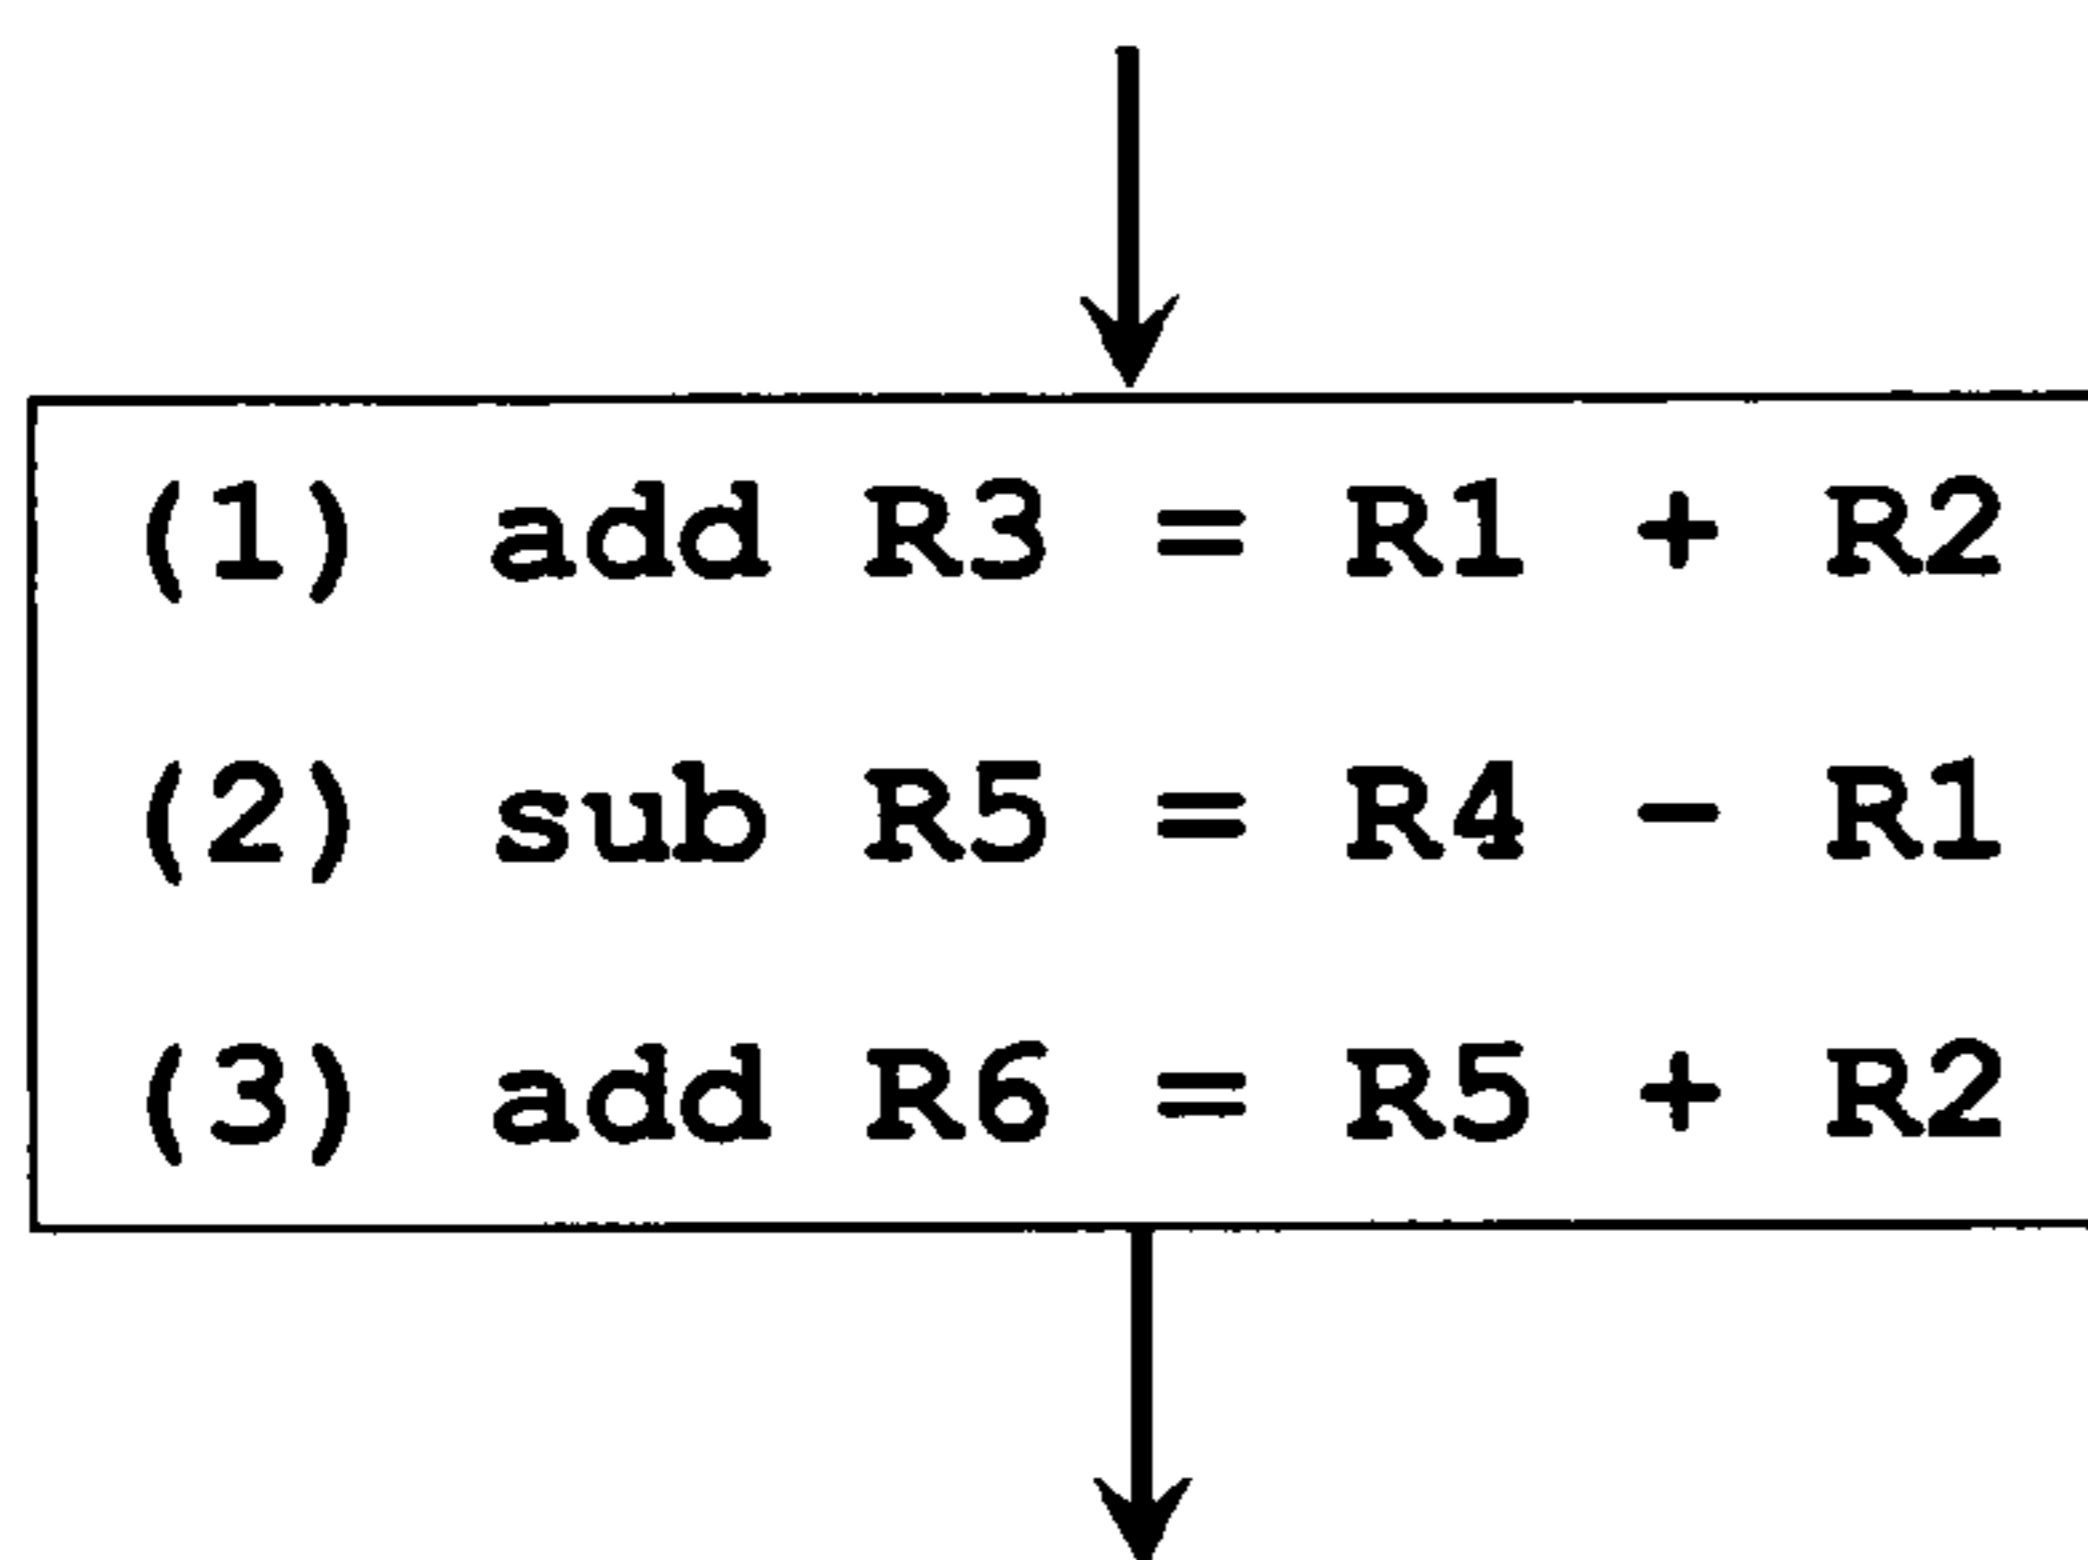 (1) add R3 = R1 + R2
(2) sub R5 = R4 - R1
(3) add R6 = R5 + R2